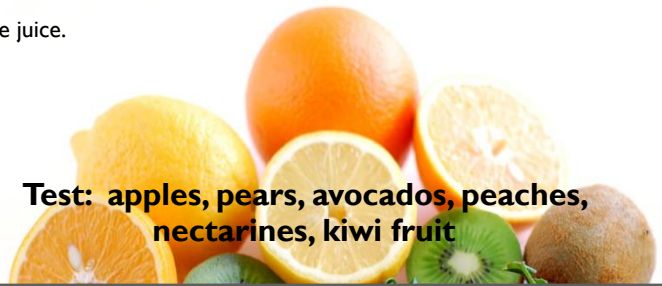 e juice.
Test: apples, pears, avocados, peaches,
nectarines, kiwi fruit